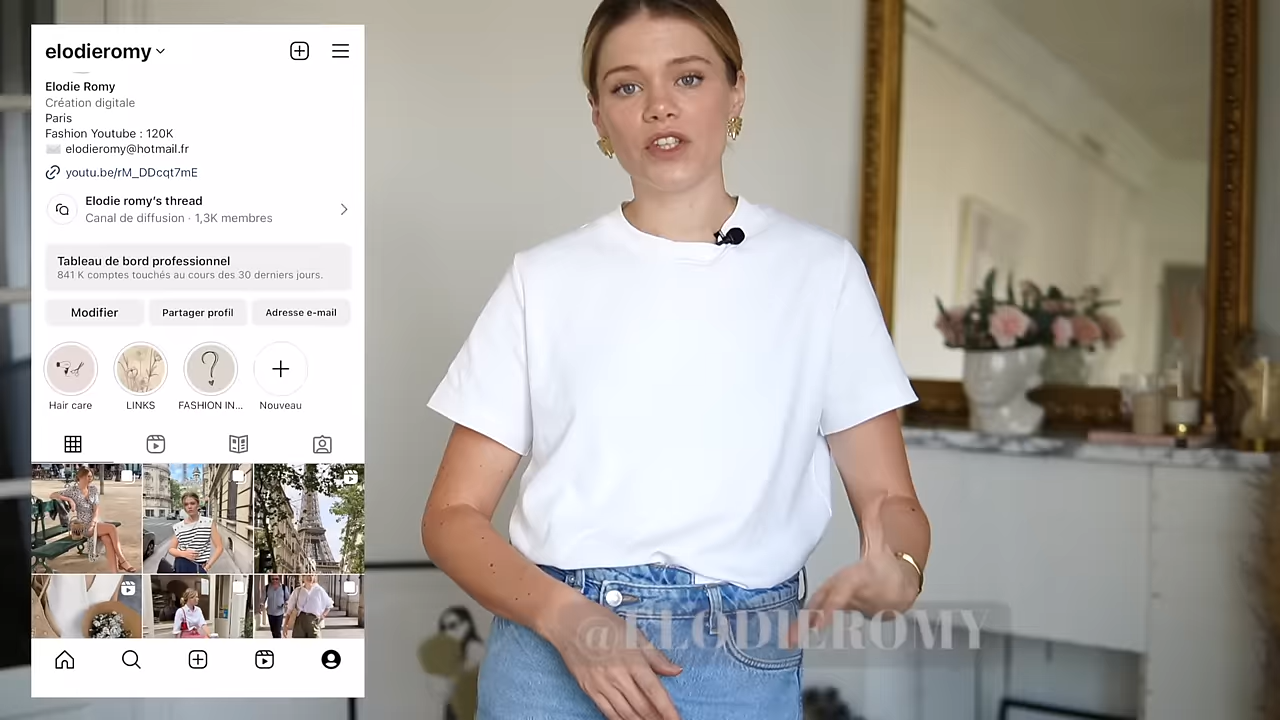 elodieromy
Elodie Romy
Création digitale
Paris
Fashion Youtube : 120K
elodieromy@hotmail.fr
youtu.be/rM_DDcqt7mE
Elodie romy's thread
Canal de diffusion · 1,3K membres
Tableau de bord professionnel
841 K comptes touchés au cours des 30 derniers jours.
Modifier Partager profil Adresse e-mail
Hair care LINKS FASHION IN... Nouveau
@ELODIEROMY